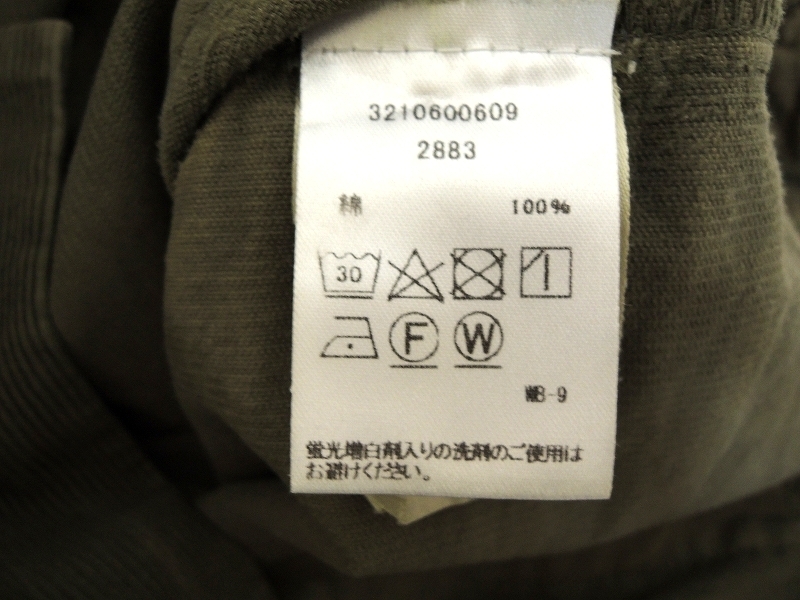 3210600609
2883
綿 100%
30
F W
WB-9
蛍光増白剤入りの洗剤のご使用は
お避けください。